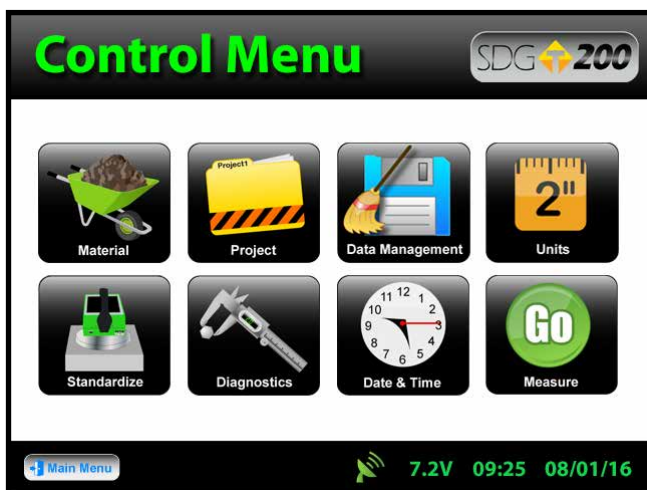 Control Menu
SDG 200
Project1
2"
Material
Project
Data Management
Units
12
11
1
10
2
9
3
8
4
7
6
5
Go
Standardize
Diagnostics
Date & Time
Measure
Main Menu
7.2V 09:25 08/01/16